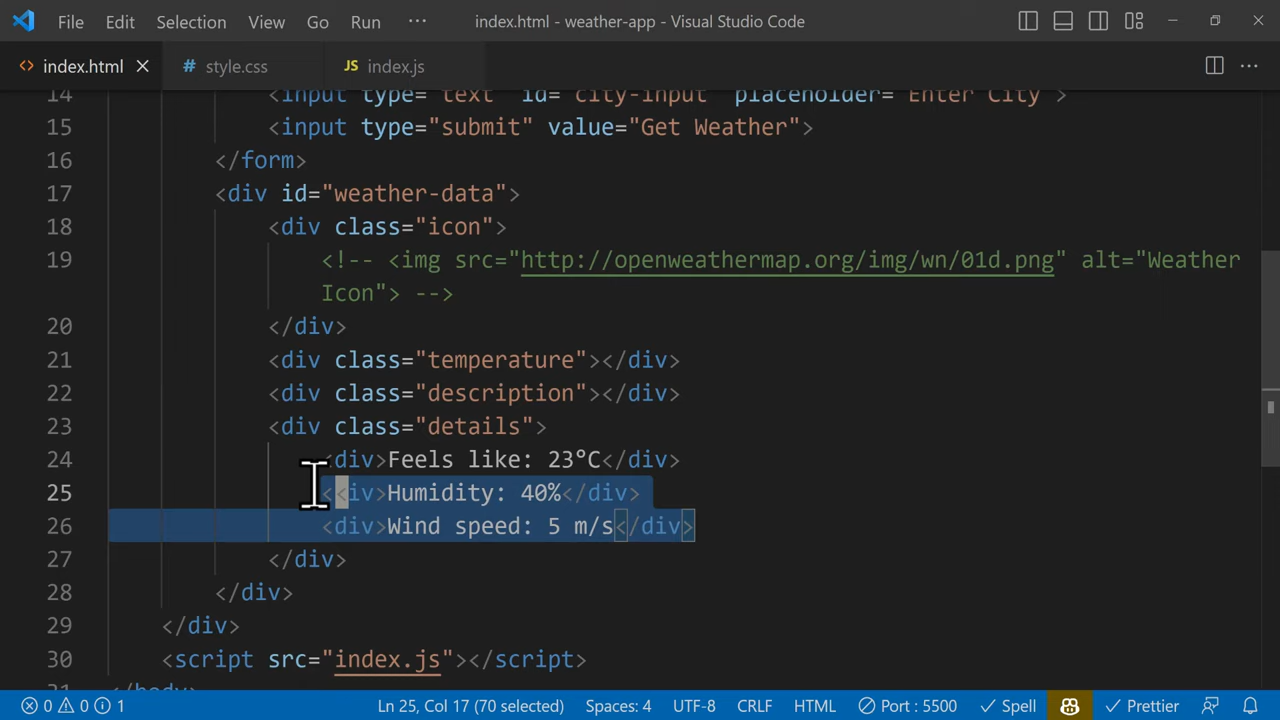 File Edit Selection View Go Run ··· index.html - weather-app - Visual Studio Code
<> index.html # style.css JS index.js ···
14 <input type="text" id="city-input" placeholder="Enter City">
15 <input type="submit" value="Get Weather">
16 </form>
17 <div id="weather-data">
18 <div class="icon">
19 <!-- <img src="http://openweathermap.org/img/wn/01d.png" alt="Weather
Icon"> -->
20 </div>
21 <div class="temperature"></div>
22 <div class="description"></div>
23 <div class="details">
24 <div>Feels like: 23°C</div>
25 <<iv>Humidity: 40%</div>
26 <div>Wind speed: 5 m/s</div>
27 </div>
28 </div>
29 </div>
30 <script src="index.js"></script>
31 </body>
0 0 1 Ln 25, Col 17 (70 selected) Spaces: 4 UTF-8 CRLF HTML Port : 5500 Spell Prettier